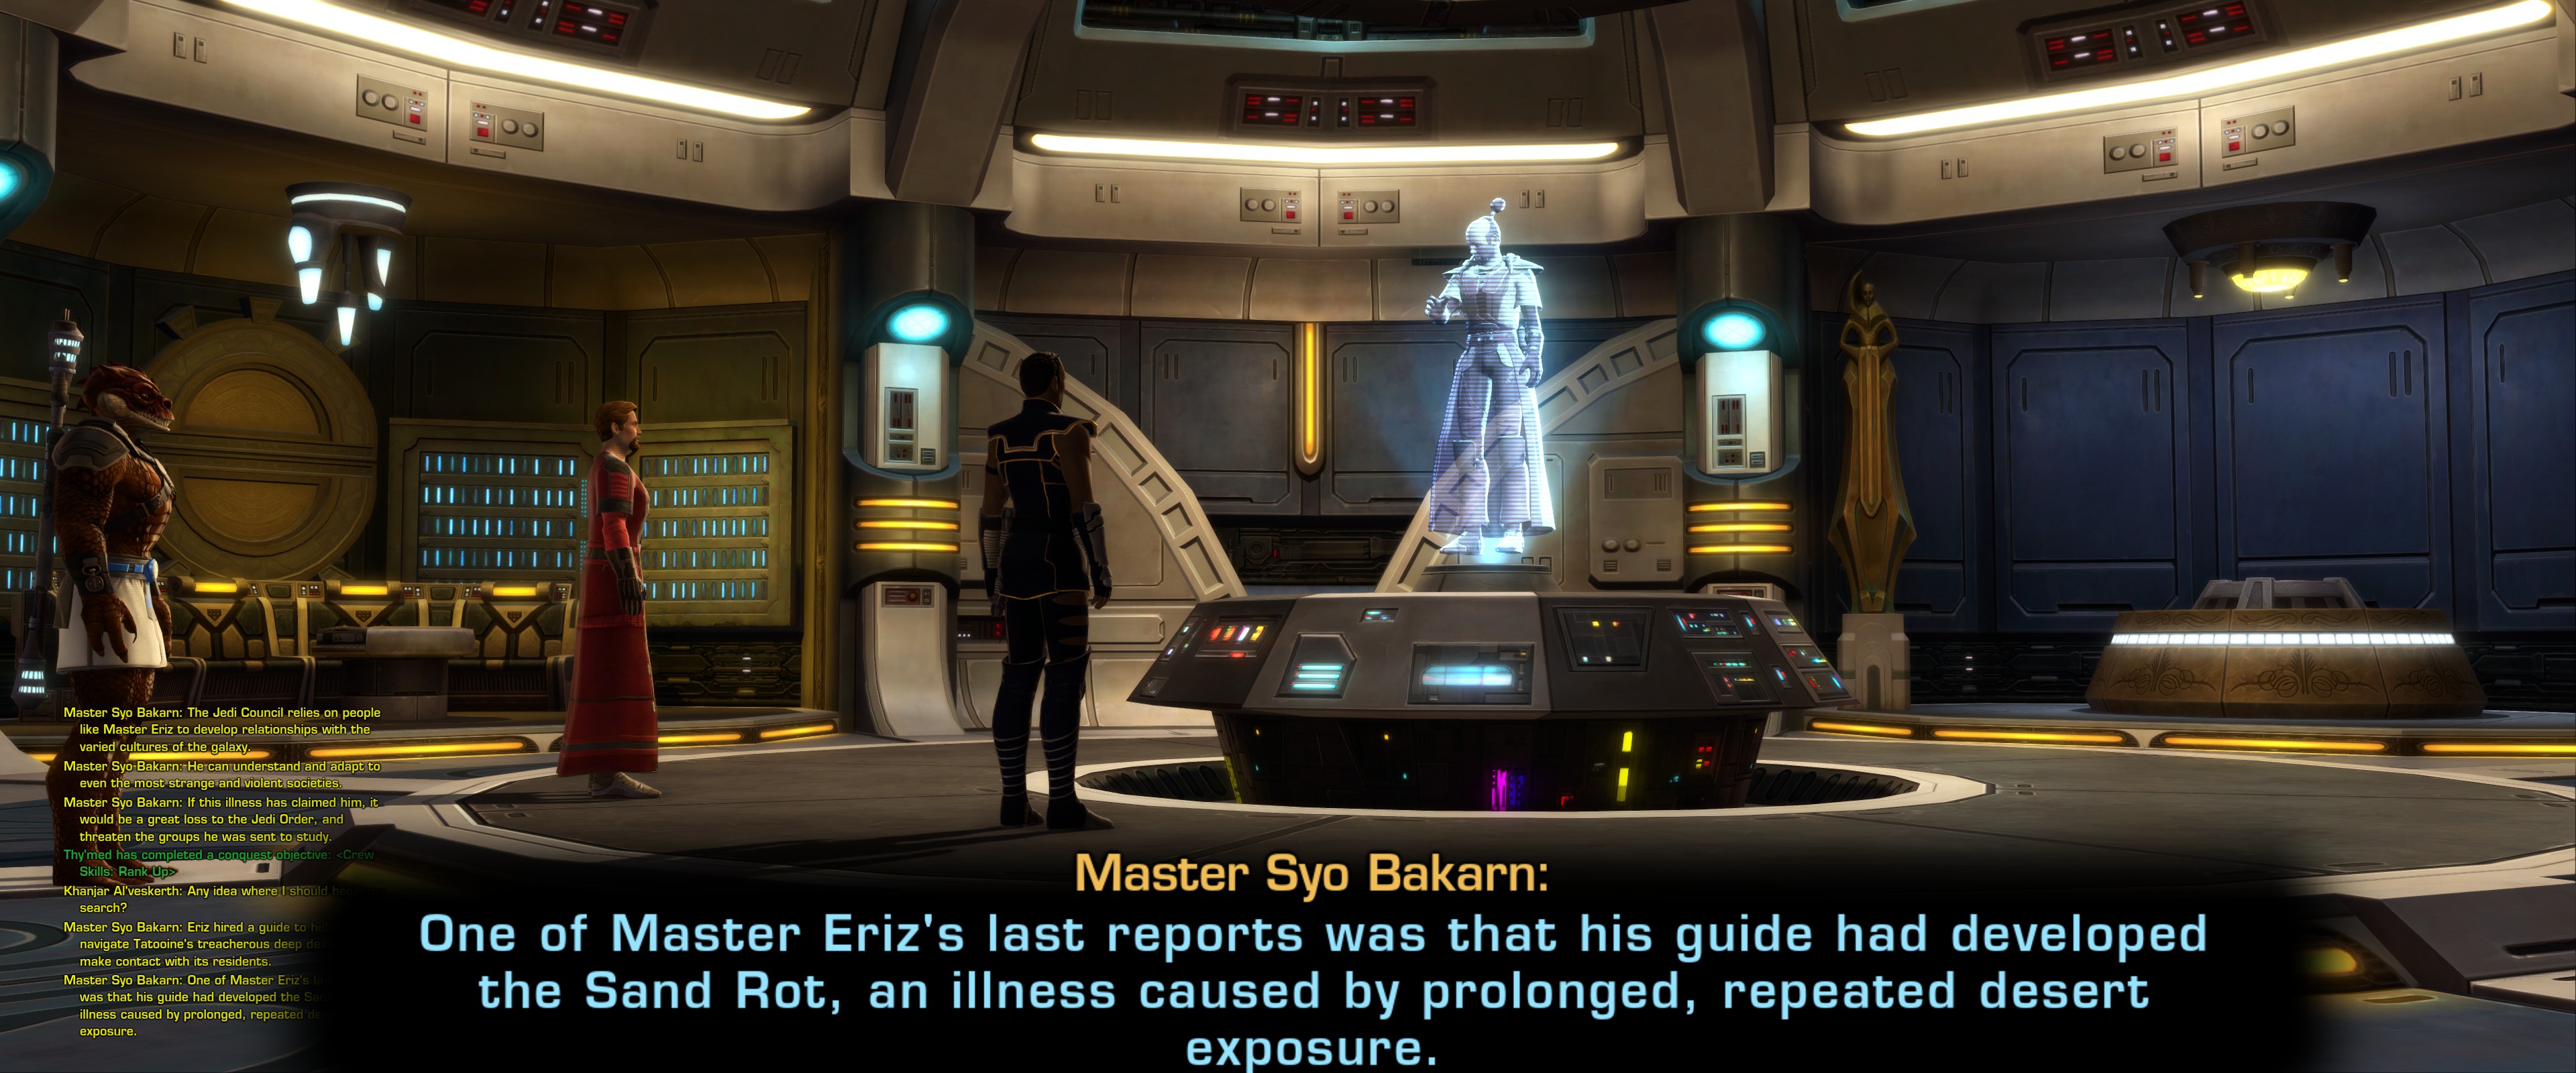 Master Syo Bakarn: The Jedi Council relies on people
like Master Eriz to develop relationships with the
varied cultures of the galaxy.
Master Syo Bakarn: He can understand and adapt to
even the most strange and violent societies.
Master Syo Bakarn: If this illness has claimed him, it
would be a great loss to the Jedi Order, and
threaten the groups he was sent to study.
Thy'med has completed a conquest objective: <Crew
Skills: Rank Up>
Khanjar Al'veskerth: Any idea where I should
search?
Master Syo Bakarn: Eriz hired a guide to
navigate Tatooine's treacherous deep
make contact with its residents.
Master Syo Bakarn: One of Master Eriz's
was that his guide had developed the
illness caused by prolonged, repeated
exposure.
Master Syo Bakarn:
One of Master Eriz's last reports was that his guide had developed
the Sand Rot, an illness caused by prolonged, repeated desert
exposure.